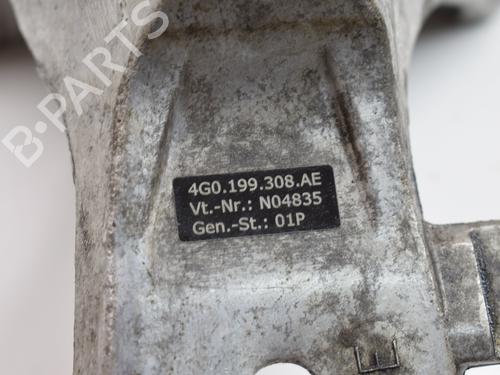 B-PARTS
4G0.199.308.AE
Vt.-Nr.: N04835
Gen.-St.: 01P
E